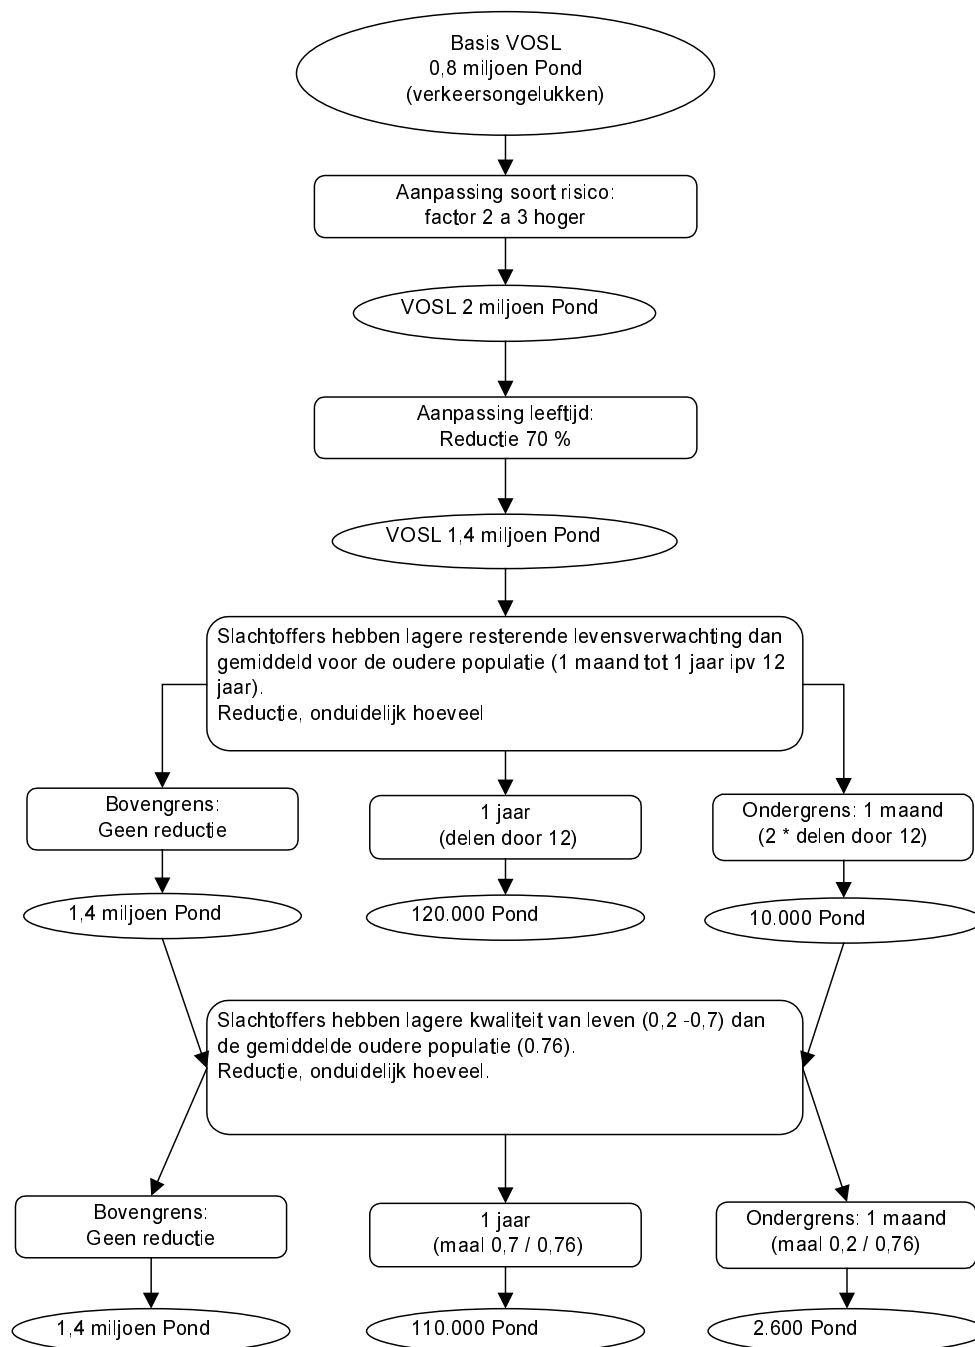 Basis VOSL
0,8 miljoen Pond
(verkeersongelukken)
Aanpassing soort risico:
factor 2 a 3 hoger
VOSL 2 miljoen Pond
Aanpassing leeftijd:
Reductie 70 %
VOSL 1,4 miljoen Pond
Slachtoffers hebben lagere resterende levensverwachting dan
gemiddeld voor de oudere populatie (1 maand tot 1 jaar ipv 12
jaar).
Reductie, onduidelijk hoeveel
Bovengrens:
Geen reductie
1 jaar
(delen door 12)
Ondergrens: 1 maand
(2 * delen door 12)
1,4 miljoen Pond
120.000 Pond
10.000 Pond
Slachtoffers hebben lagere kwaliteit van leven (0,2 -0,7) dan
de gemiddelde oudere populatie (0.76).
Reductie, onduidelijk hoeveel.
Bovengrens:
Geen reductie
1 jaar
(maal 0,7 / 0,76)
Ondergrens: 1 maand
(maal 0,2 / 0,76)
1,4 miljoen Pond
110.000 Pond
2.600 Pond